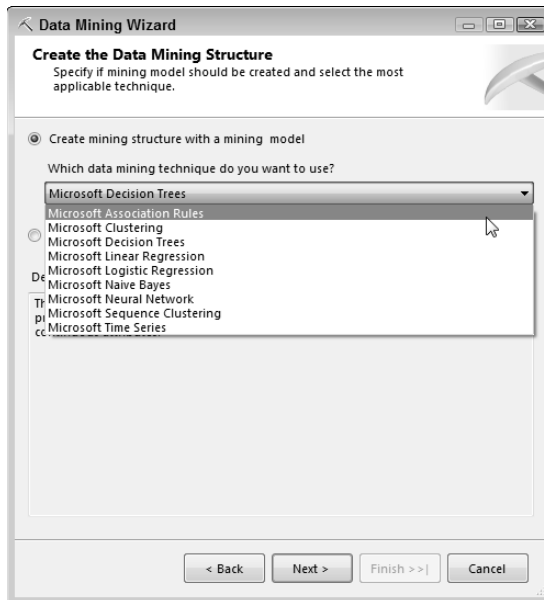 Data Mining Wizard
Create the Data Mining Structure
Specify if mining model should be created and select the most
applicable technique.
Create mining structure with a mining model
Which data mining technique do you want to use?
Microsoft Decision Trees
Microsoft Association Rules
Microsoft Clustering
Microsoft Decision Trees
Microsoft Linear Regression
Microsoft Logistic Regression
Microsoft Naive Bayes
Microsoft Neural Network
Microsoft Sequence Clustering
Microsoft Time Series
< Back
Next >
Finish >>|
Cancel